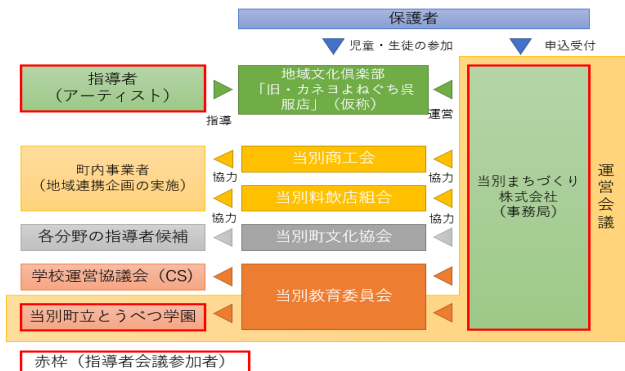 保護者
児童・生徒の参加
申込受付
指導者
（アーティスト）
指導
地域文化倶楽部
「旧・カネヨよねぐち呉
服店」（仮称）
運営
町内事業者
（地域連携企画の実施）
協力
当別商工会
協力
協力
当別料飲店組合
協力
各分野の指導者候補
当別町文化協会
学校運営協議会（CS）
当別教育委員会
当別町立とうべつ学園
当別まちづくり
株式会社
（事務局）
運営会議
赤枠（指導者会議参加者）